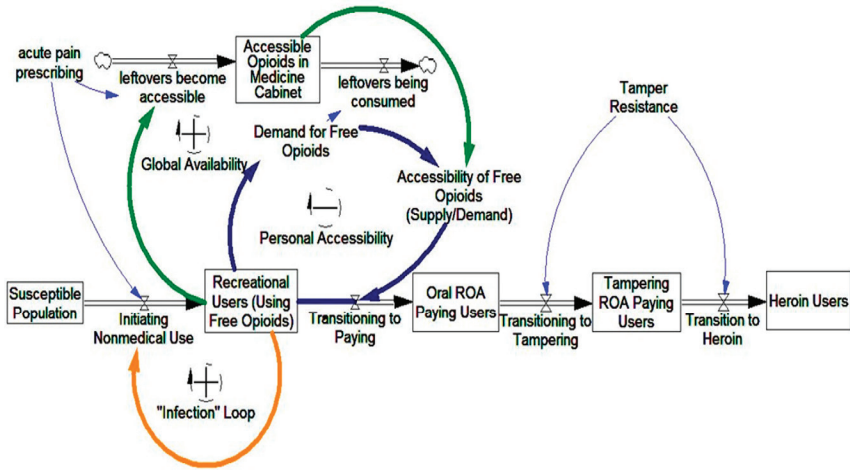 acute pain
prescribing
leftovers become
accessible
Accessible
Opioids in
Medicine
Cabinet
leftovers being
consumed
Tamper
Resistance
Demand for Free
Opioids
Global Availability
Accessibility of Free
Opioids
(Supply/Demand)
Personal Accessibility
Susceptible
Population
Initiating
Nonmedical Use
Recreational
Users (Using
Free Opioids)
Transitioning to
Paying
Oral ROA
Paying Users
Transitioning to
Tampering
Tampering
ROA Paying
Users
Transition to
Heroin
Heroin Users
"Infection" Loop